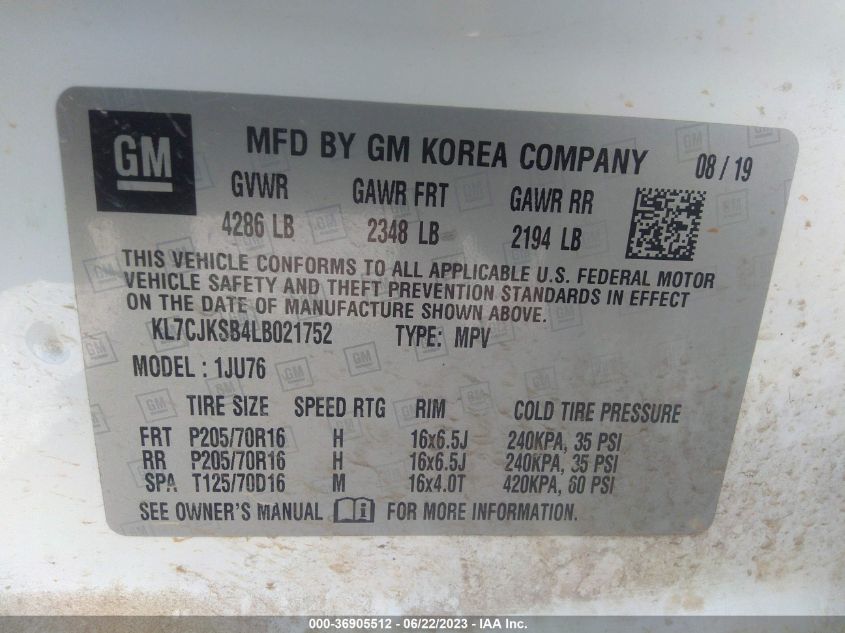 GM MFD BY GM KOREA COMPANY 08 / 19
GVWR GAWR FRT GAWR RR
4286 LB 2348 LB 2194 LB
THIS VEHICLE CONFORMS TO ALL APPLICABLE U.S. FEDERAL MOTOR
VEHICLE SAFETY AND THEFT PREVENTION STANDARDS IN EFFECT
ON THE DATE OF MANUFACTURE SHOWN ABOVE.
KL7CJKSB4LB021752 TYPE: MPV
MODEL : 1JU76
TIRE SIZE SPEED RTG RIM COLD TIRE PRESSURE
FRT P205/70R16 H 16x6.5J 240KPA, 35 PSI
RR P205/70R16 H 16x6.5J 240KPA, 35 PSI
SPA T125/70D16 M 16x4.0T 420KPA, 60 PSI
SEE OWNER'S MANUAL i FOR MORE INFORMATION.
000-36905512 - 06/22/2023 - IAA Inc.